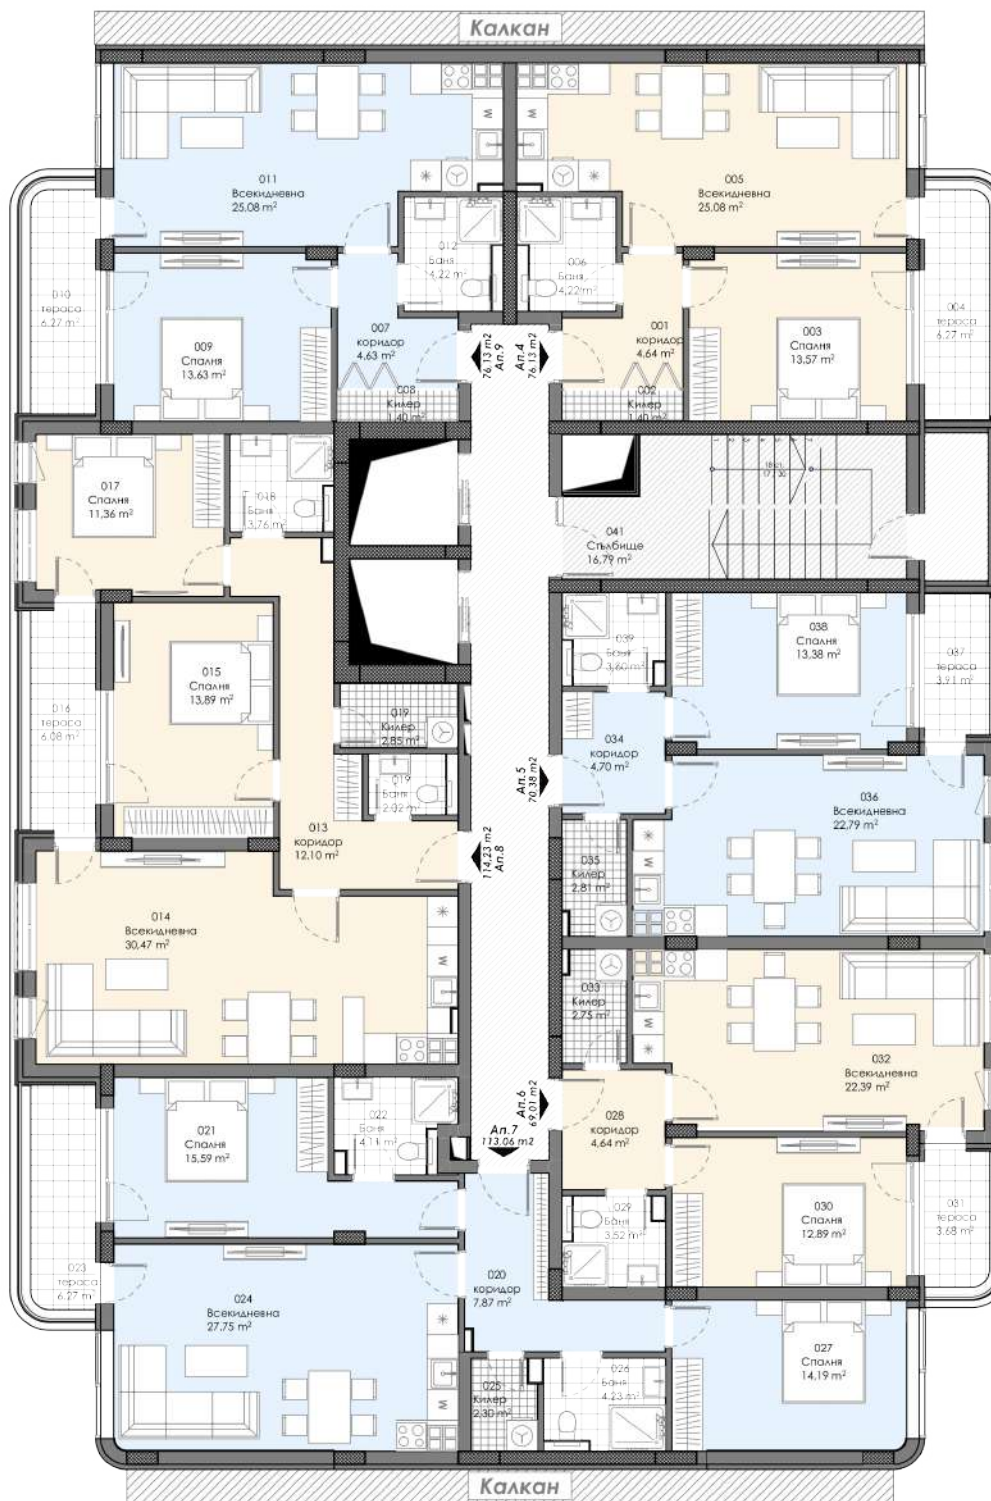 Калкан
011
Всекидневна
25,08 m²
005
Всекидневна
25,08 m²
012
Баня
4,22 m²
006
Баня
4,22 m²
010
тераса
6,27 m²
009
Спалня
13,63 m²
007
коридор
4,63 m²
008
Килер
1,40 m²
76,13 m2
Ап.9
Ап.4
76,13 m2
001
коридор
4,64 m²
002
Килер
1,40 m²
003
Спалня
13,57 m²
004
тераса
6,27 m²
017
Спалня
11,36 m²
018
Баня
3,76 m²
041
Стълбище
16,79 m²
015
Спалня
13,89 m²
016
тераса
6,08 m²
019
Килер
2,85 m²
019
Баня
2,02 m²
013
коридор
12,10 m²
114,23 m2
Ап.8
039
Баня
3,60 m²
038
Спалня
13,38 m²
037
тераса
3,91 m²
034
коридор
4,70 m²
Ап.5
70,38 m2
036
Всекидневна
22,79 m²
035
Килер
2,81 m²
W
014
Всекидневна
30,47 m²
W
033
Килер
2,75 m²
W
032
Всекидневна
22,39 m²
021
Спалня
15,59 m²
022
Баня
4,11 m²
Ап.6
69,01 m2
Ап.7
113,06 m2
028
коридор
4,64 m²
029
Баня
3,52 m²
030
Спалня
12,89 m²
031
тераса
3,68 m²
023
тераса
6,27 m²
024
Всекидневна
27,75 m²
W
020
коридор
7,87 m²
025
Килер
2,30 m²
026
Баня
4,23 m²
027
Спалня
14,19 m²
Калкан